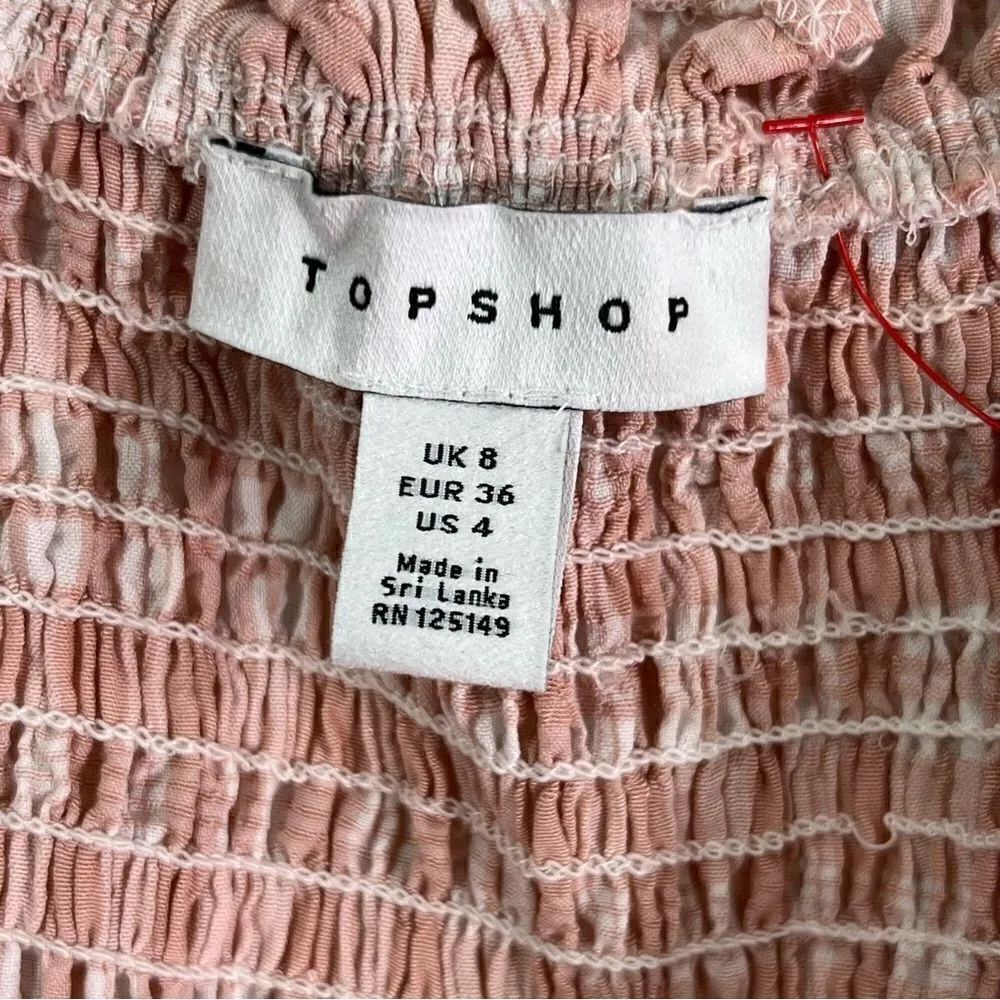 TOPSHOP
UK 8
EUR 36
US 4
Made in
Sri Lanka
RN 125149